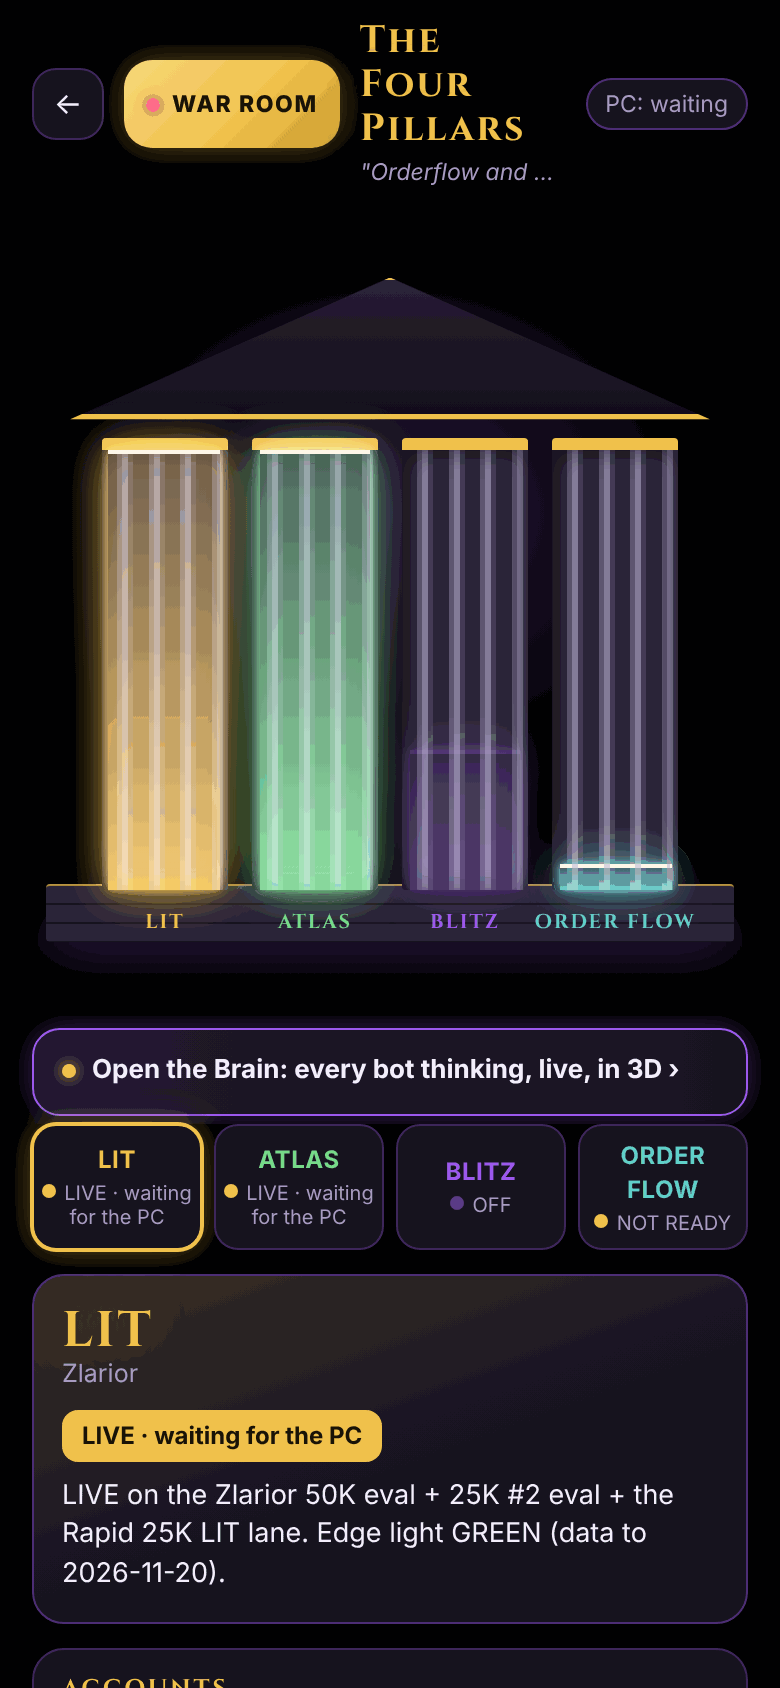 ←
WAR ROOM
THE
FOUR
PILLARS
"Orderflow and ...
PC: waiting
LIT
ATLAS
BLITZ
ORDER FLOW
Open the Brain: every bot thinking, live, in 3D ›
LIT
LIVE · waiting
for the PC
ATLAS
LIVE · waiting
for the PC
BLITZ
OFF
ORDER
FLOW
NOT READY
LIT
Zlarior
LIVE · waiting for the PC
LIVE on the Zlarior 50K eval + 25K #2 eval + the
Rapid 25K LIT lane. Edge light GREEN (data to
2026-11-20).
ACCOUNTS